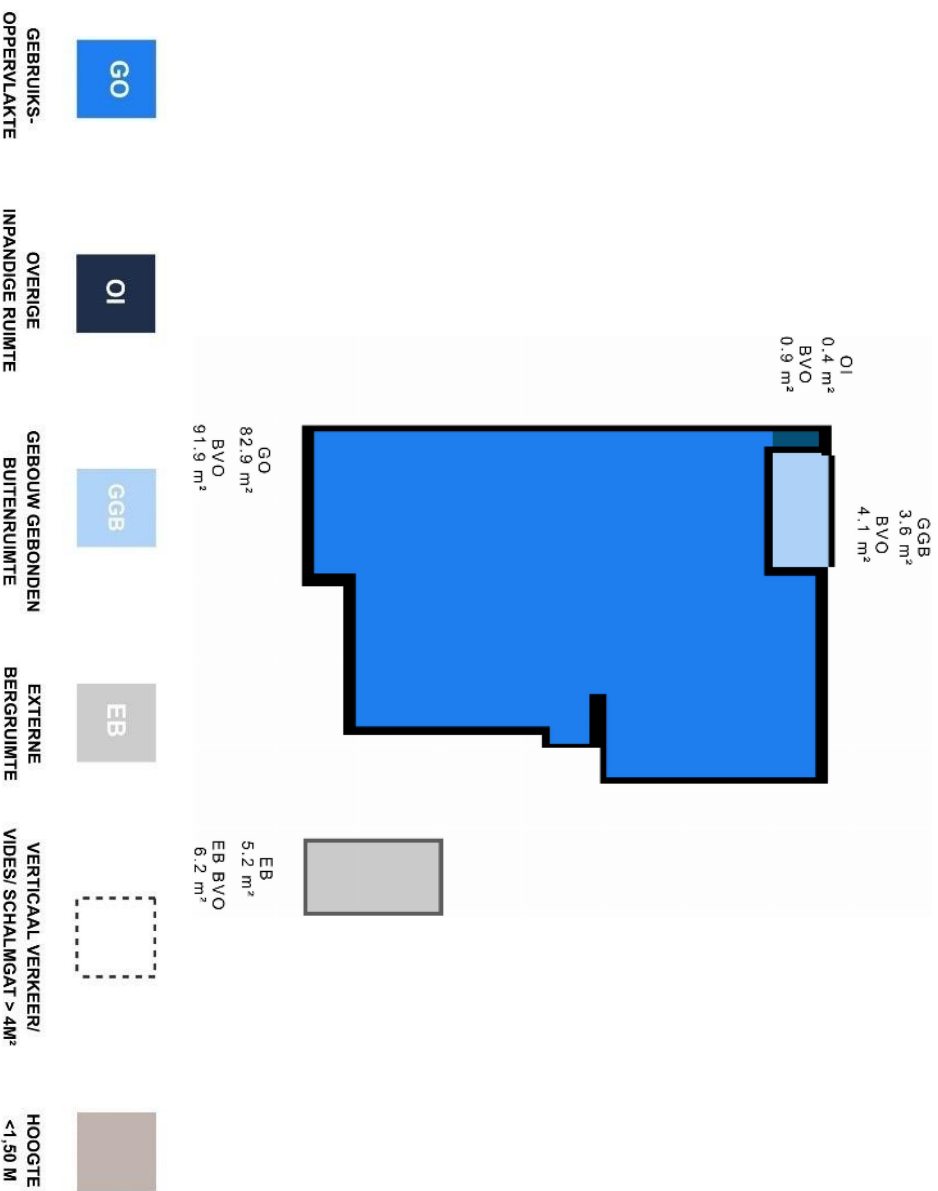 GGB
3.6 m²
BVO
4.1 m²
OI
0.4 m²
BVO
0.9 m²
GO
82.9 m²
BVO
91.9 m²
EB
5.2 m²
EB BVO
6.2 m²
GO
GEBRUIKS-
OPPERVLAKTE
OI
OVERIGE
INPANDIGE RUIMTE
GGB
GEBOUW GEBONDEN
BUITENRUIMTE
EB
EXTERNE
BERGRUIMTE
VERTICAAL VERKEER/
VIDES/ SCHALMGAT > 4M²
HOOGTE
<1,50 M